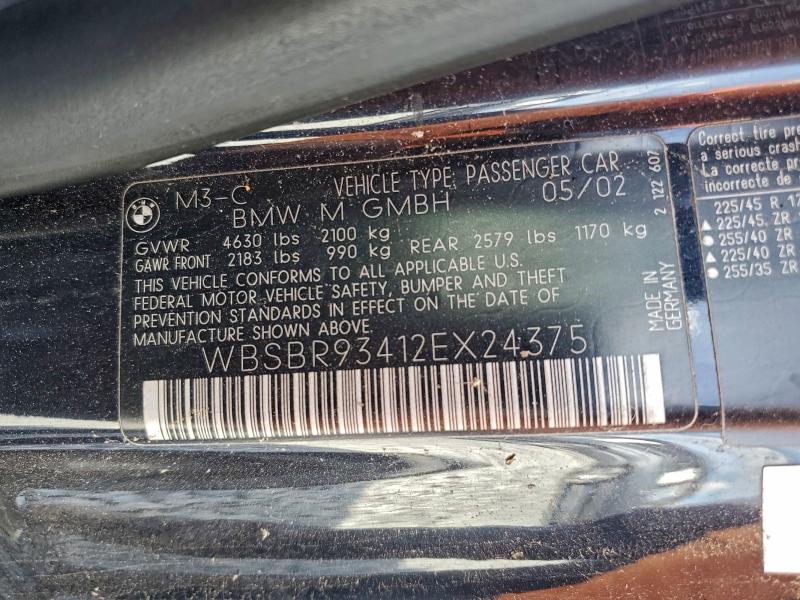 M3-C VEHICLE TYPE PASSENGER CAR
BMW M GMBH 05/02
GVWR 4630 lbs 2100 kg
GAWR FRONT 2183 lbs 990 kg REAR 2579 lbs 1170 kg
THIS VEHICLE CONFORMS TO ALL APPLICABLE U.S.
FEDERAL MOTOR VEHICLE SAFETY, BUMPER AND THEFT
PREVENTION STANDARDS IN EFFECT ON THE DATE OF
MANUFACTURE SHOWN ABOVE
WBSBR93412EX24375
2 122 607
MADE IN
GERMANY
Correct tire pre
a serious crash
La correcte pr
incorrecte
225/45 R. 17
225/45. ZR
255/40 ZR
225/40 ZR
255/35 ZR